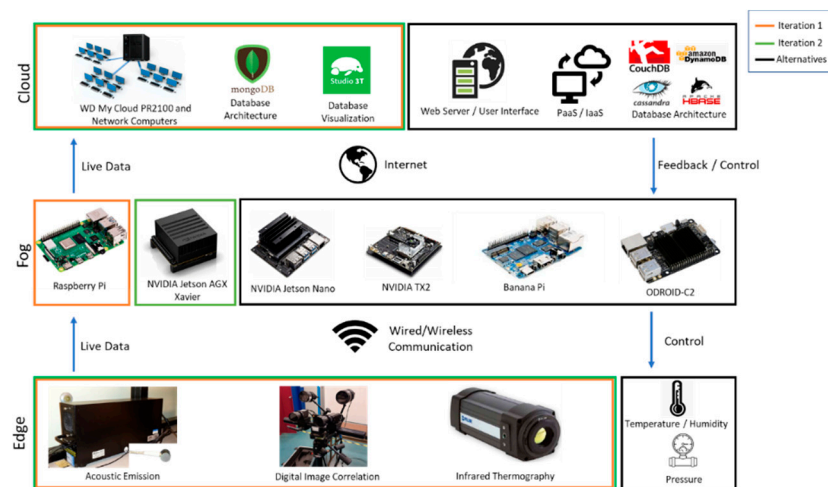 Iteration 1
Iteration 2
Alternatives
Cloud
WD My Cloud PR2100 and
Network Computers
mongoDB
Database
Architecture
Studio 3T
Database
Visualization
Web Server / User Interface
PaaS / IaaS
CouchDB
amazon
DynamoDB
cassandra
APACHE
HBASE
Database Architecture
Live Data
Internet
Feedback / Control
Fog
Raspberry Pi
NVIDIA Jetson AGX
Xavier
NVIDIA Jetson Nano
NVIDIA TX2
Banana Pi
ODROID-C2
Live Data
Wired/Wireless
Communication
Control
Edge
Acoustic Emission
Digital Image Correlation
Infrared Thermography
Temperature / Humidity
Pressure